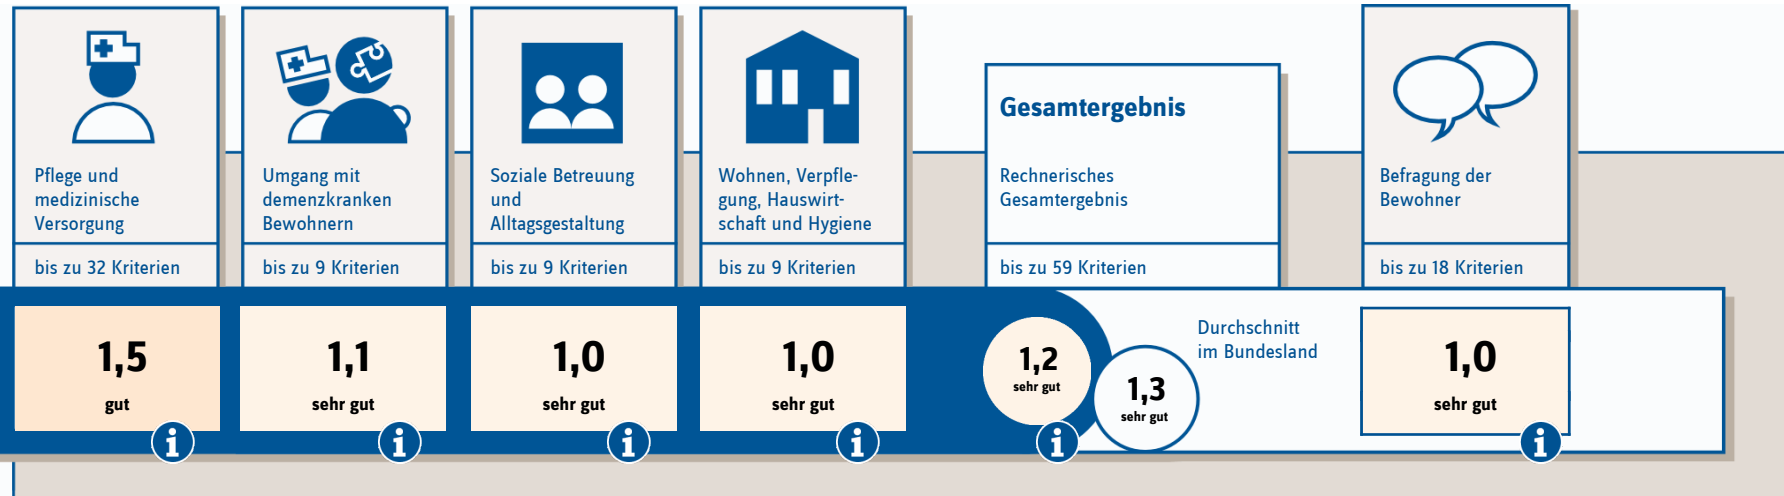 Pflege und
medizinische
Versorgung
bis zu 32 Kriterien
1,5
gut
Umgang mit
demenzkranken
Bewohnern
bis zu 9 Kriterien
1,1
sehr gut
Soziale Betreuung
und
Alltagsgestaltung
bis zu 9 Kriterien
1,0
sehr gut
Wohnen, Verpfle-
gung, Hauswirt-
schaft und Hygiene
bis zu 9 Kriterien
1,0
sehr gut
Gesamtergebnis
Rechnerisches
Gesamtergebnis
bis zu 59 Kriterien
1,2
sehr gut
1,3
sehr gut
Durchschnitt
im Bundesland
Befragung der
Bewohner
bis zu 18 Kriterien
1,0
sehr gut